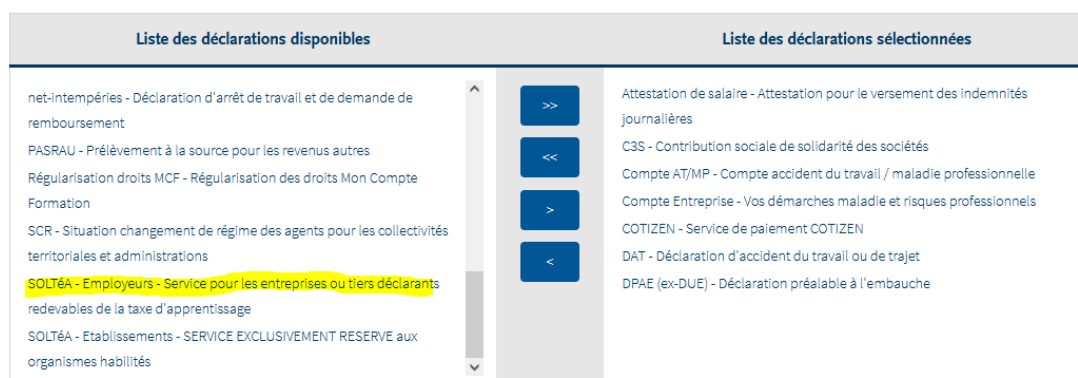 Liste des déclarations disponibles
net-intempéries - Déclaration d'arrêt de travail et de demande de
remboursement
PASRAU - Prélèvement à la source pour les revenus autres
Régularisation droits MCF - Régularisation des droits Mon Compte
Formation
SCR - Situation changement de régime des agents pour les collectivités
territoriales et administrations
SOLTéA - Employeurs - Service pour les entreprises ou tiers déclarants
redevables de la taxe d'apprentissage
SOLTéA - Etablissements - SERVICE EXCLUSIVEMENT RESERVE aux
organismes habilités
>>
<<
>
<
Liste des déclarations sélectionnées
Attestation de salaire - Attestation pour le versement des indemnités
journalières
C3S - Contribution sociale de solidarité des sociétés
Compte AT/MP - Compte accident du travail / maladie professionnelle
Compte Entreprise - Vos démarches maladie et risques professionnels
COTIZEN - Service de paiement COTIZEN
DAT - Déclaration d'accident du travail ou de trajet
DPAE (ex-DUE) - Déclaration préalable à l'embauche